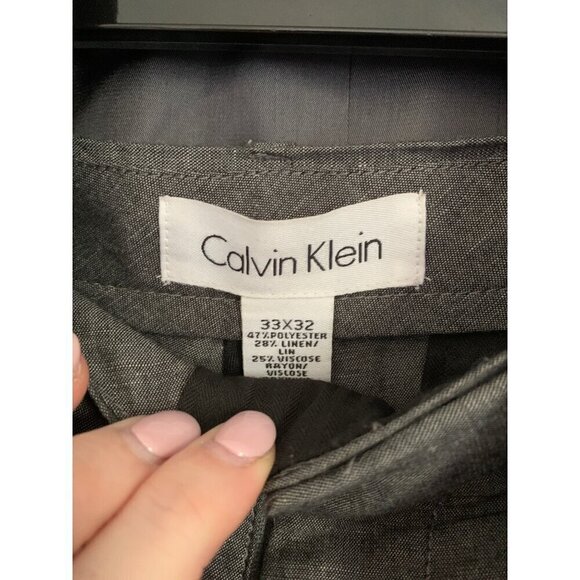 Calvin Klein
33X32
47% POLYESTER
28% LINEN/
LIN
25% VISCOSE
RAYON/
VISCOSE